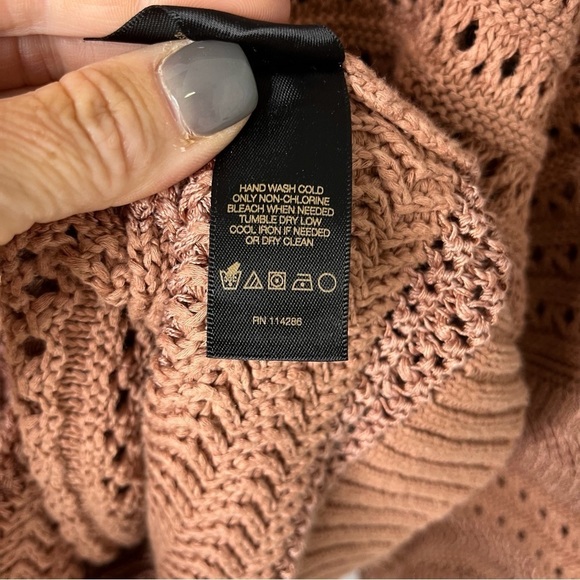 HAND WASH COLD
ONLY NON-CHLORINE
BLEACH WHEN NEEDED
TUMBLE DRY LOW
COOL IRON IF NEEDED
OR DRY CLEAN
RN 114286